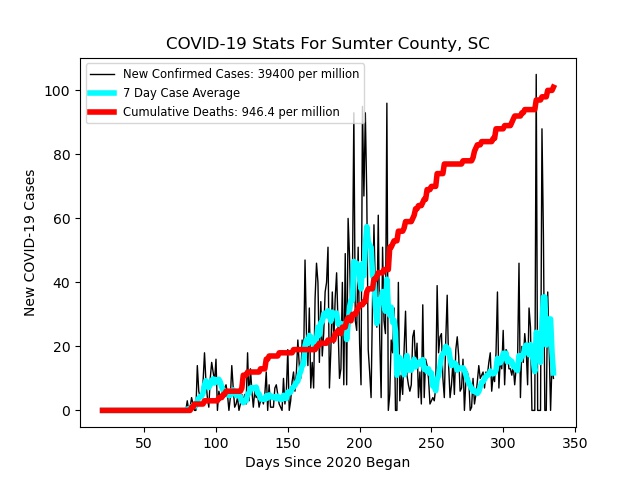 COVID-19 Stats For Sumter County, SC
New Confirmed Cases: 39400 per million
7 Day Case Average
Cumulative Deaths: 946.4 per million
New COVID-19 Cases
100
80
60
40
20
0
50 100 150 200 250 300 350
Days Since 2020 Began